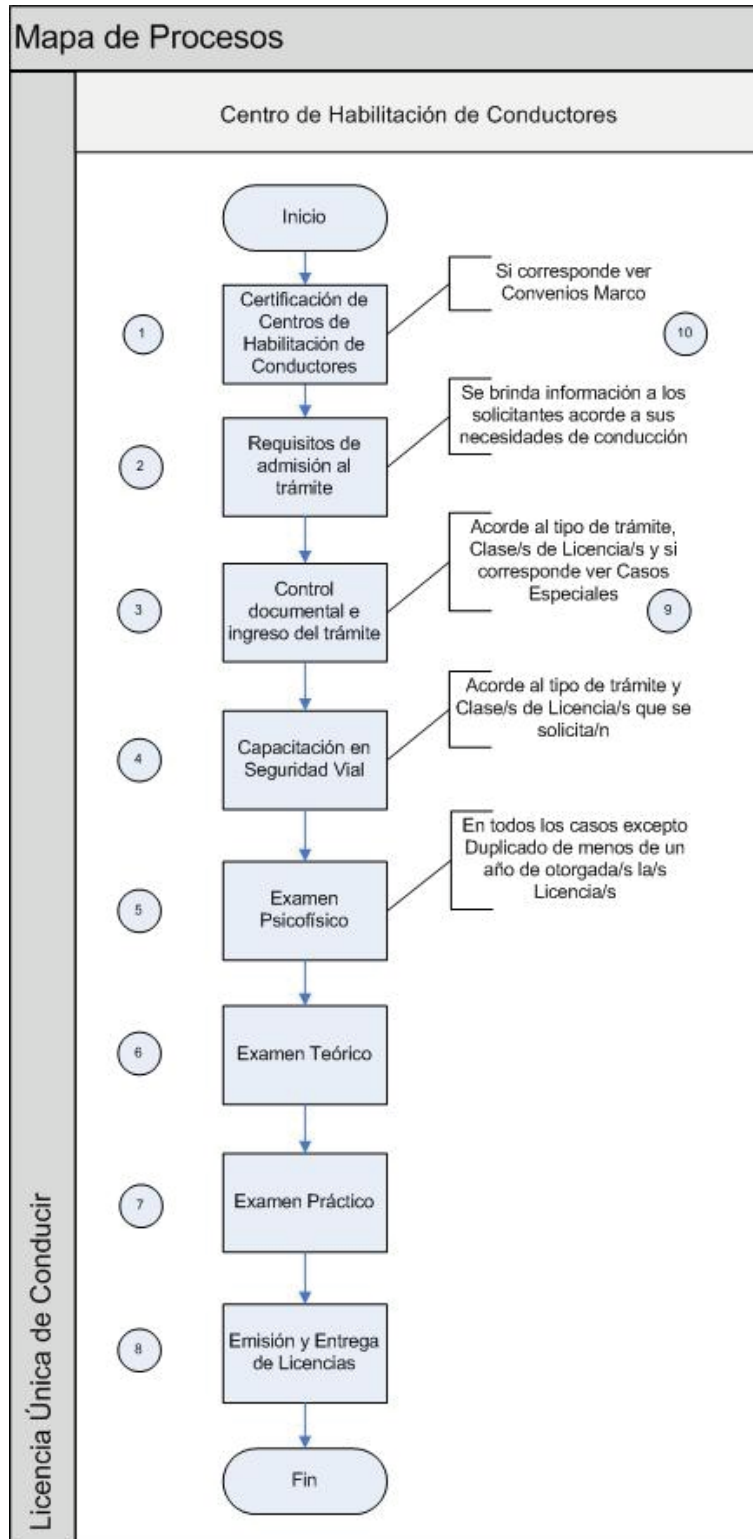 Mapa de Procesos
Centro de Habilitación de Conductores
Licencia Única de Conducir
Inicio
1
Certificación de
Centros de
Habilitación de
Conductores
Si corresponde ver
Convenios Marco
10
2
Requisitos de
admisión al
trámite
Se brinda información a los
solicitantes acorde a sus
necesidades de conducción
3
Control
documental e
ingreso del trámite
Acorde al tipo de trámite,
Clase/s de Licencia/s y si
corresponde ver Casos
Especiales
9
4
Capacitación en
Seguridad Vial
Acorde al tipo de trámite y
Clase/s de Licencia/s que se
solicita/n
5
Examen
Psicofísico
En todos los casos excepto
Duplicado de menos de un
año de otorgada/s la/s
Licencia/s
6
Examen Teórico
7
Examen Práctico
8
Emisión y Entrega
de Licencias
Fin